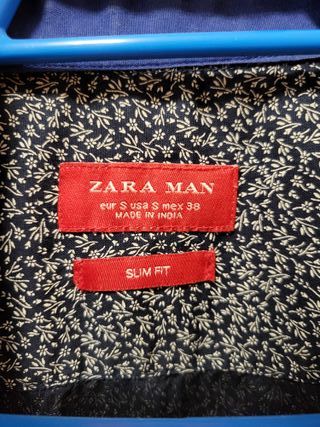 ZARA MAN
eur S usa S mex 38
MADE IN INDIA
SLIM FIT